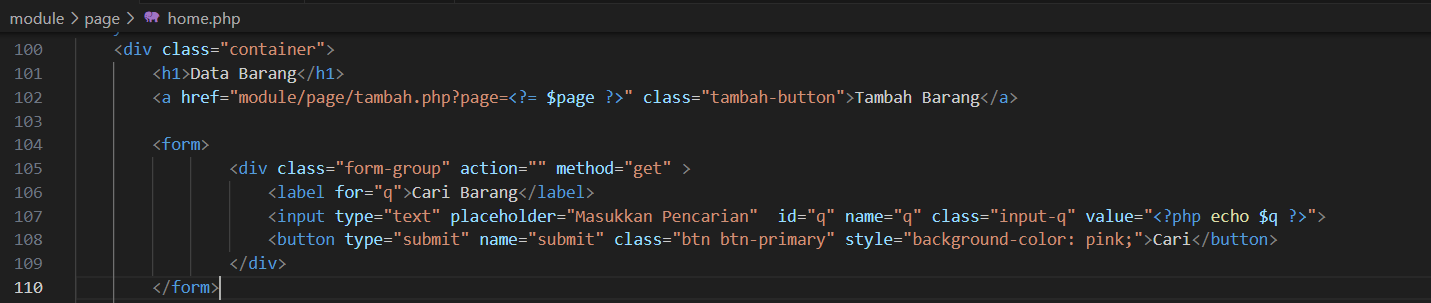 module > page > home.php
100 <div class="container">
101 <h1>Data Barang</h1>
102 <a href="module/page/tambah.php?page=<?= $page ?>" class="tambah-button">Tambah Barang</a>
103
104 <form>
105 <div class="form-group" action="" method="get" >
106 <label for="q">Cari Barang</label>
107 <input type="text" placeholder="Masukkan Pencarian"  id="q" name="q" class="input-q" value="<?php echo $q ?>">
108 <button type="submit" name="submit" class="btn btn-primary" style="background-color: pink;">Cari</button>
109 </div>
110 </form>